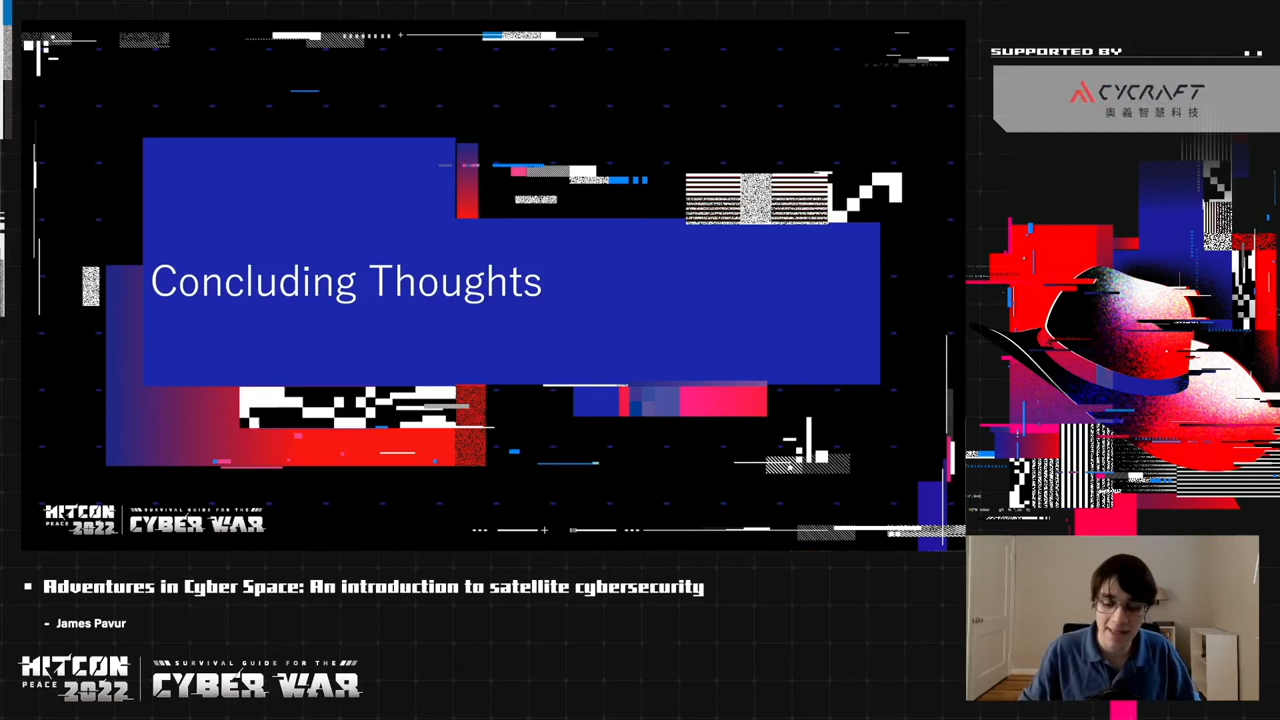 SUPPORTED BY
CYCRAFT
奧義智慧科技
Concluding Thoughts
HITCON
PEACE 2022
SURVIVAL GUIDE FOR THE
CYBER WAR
Adventures in Cyber Space: An introduction to satellite cybersecurity
- James Pavur
HITCON
PEACE 2022
SURVIVAL GUIDE FOR THE
CYBER WAR